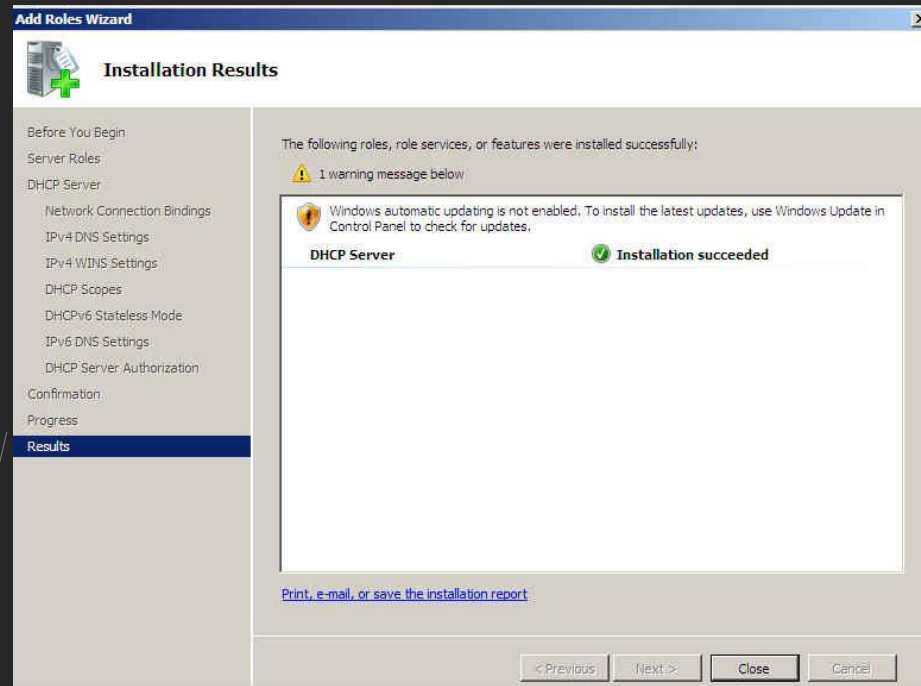 Add Roles Wizard
Installation Results
Before You Begin
Server Roles
DHCP Server
Network Connection Bindings
IPv4 DNS Settings
IPv4 WINS Settings
DHCP Scopes
DHCPv6 Stateless Mode
IPv6 DNS Settings
DHCP Server Authorization
Confirmation
Progress
Results
The following roles, role services, or features were installed successfully:
1 warning message below
Windows automatic updating is not enabled. To install the latest updates, use Windows Update in
Control Panel to check for updates.
DHCP Server Installation succeeded
Print, e-mail, or save the installation report
< Previous Next > Close Cancel